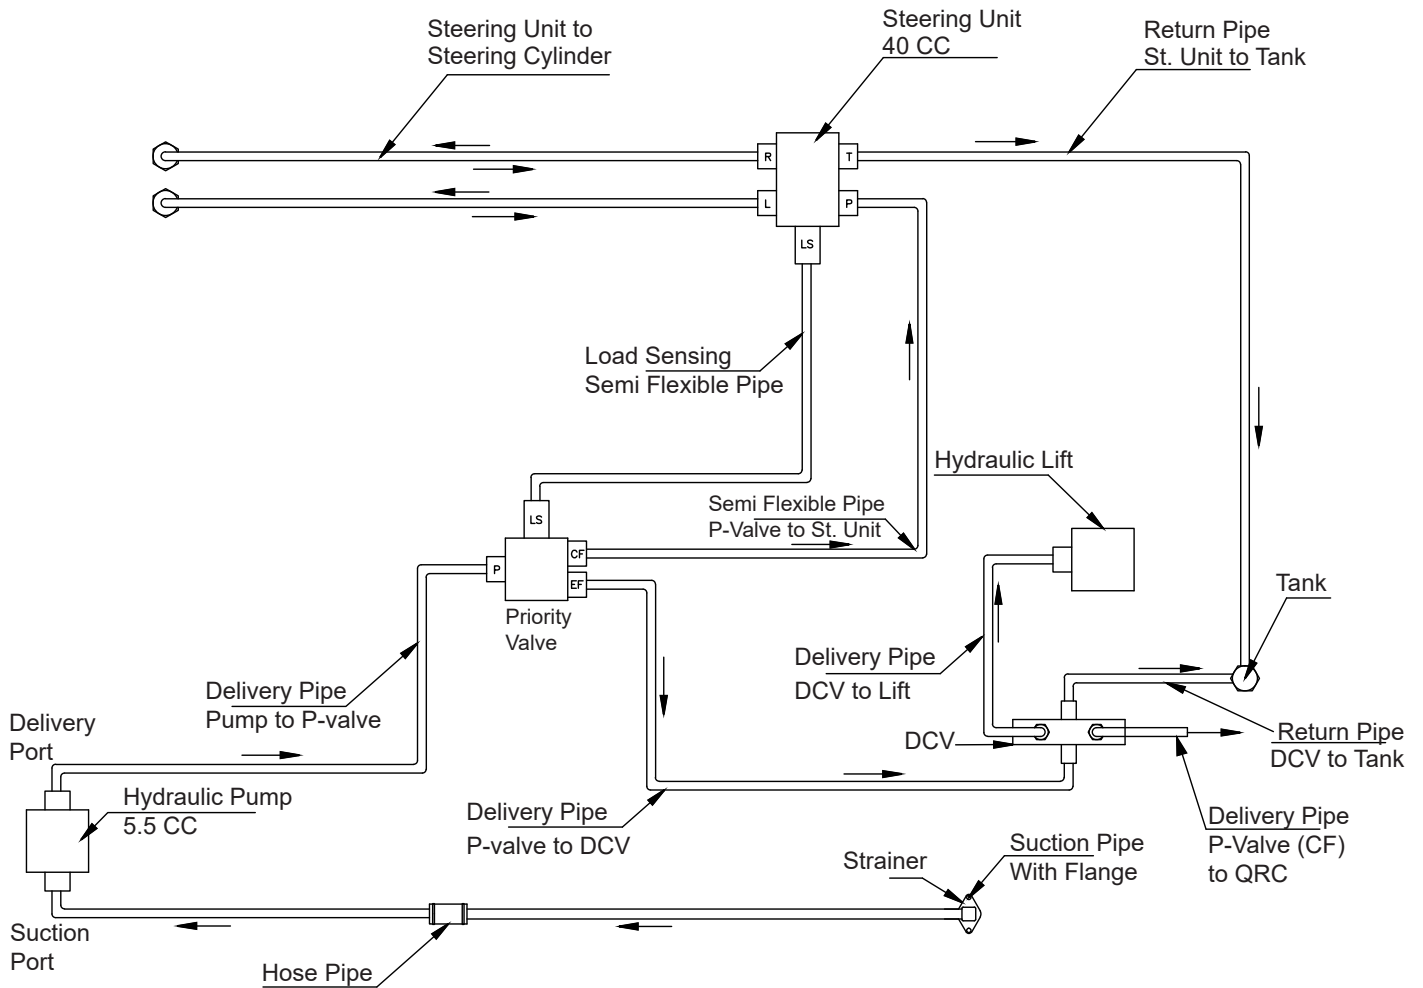 Steering Unit to
Steering Cylinder
Steering Unit
40 CC
Return Pipe
St. Unit to Tank
R
T
L
P
LS
Load Sensing
Semi Flexible Pipe
Hydraulic Lift
Semi Flexible Pipe
P-Valve to St. Unit
LS
CF
P
EF
Priority
Valve
Tank
Delivery Pipe
DCV to Lift
Delivery Pipe
Pump to P-valve
Delivery
Port
DCV
Return Pipe
DCV to Tank
Hydraulic Pump
5.5 CC
Delivery Pipe
P-valve to DCV
Delivery Pipe
P-Valve (CF)
to QRC
Strainer
Suction Pipe
With Flange
Suction
Port
Hose Pipe